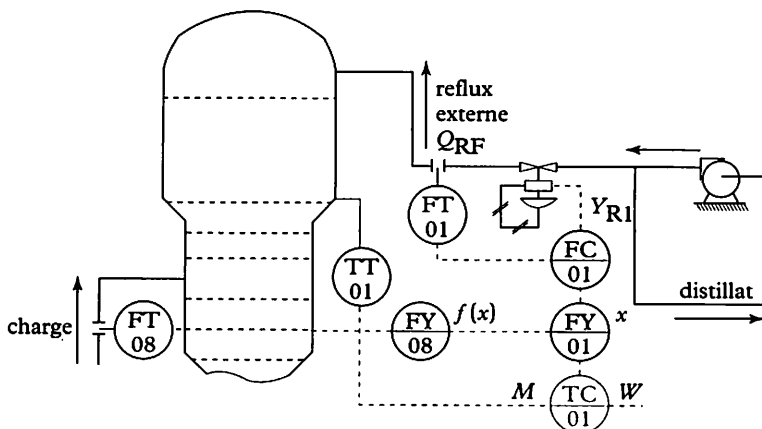 reflux
externe
Q_RF
FT
01
Y_R1
TT
01
FC
01
distillat
charge
FT
08
FY
08
f(x)
FY
01
x
M
TC
01
W